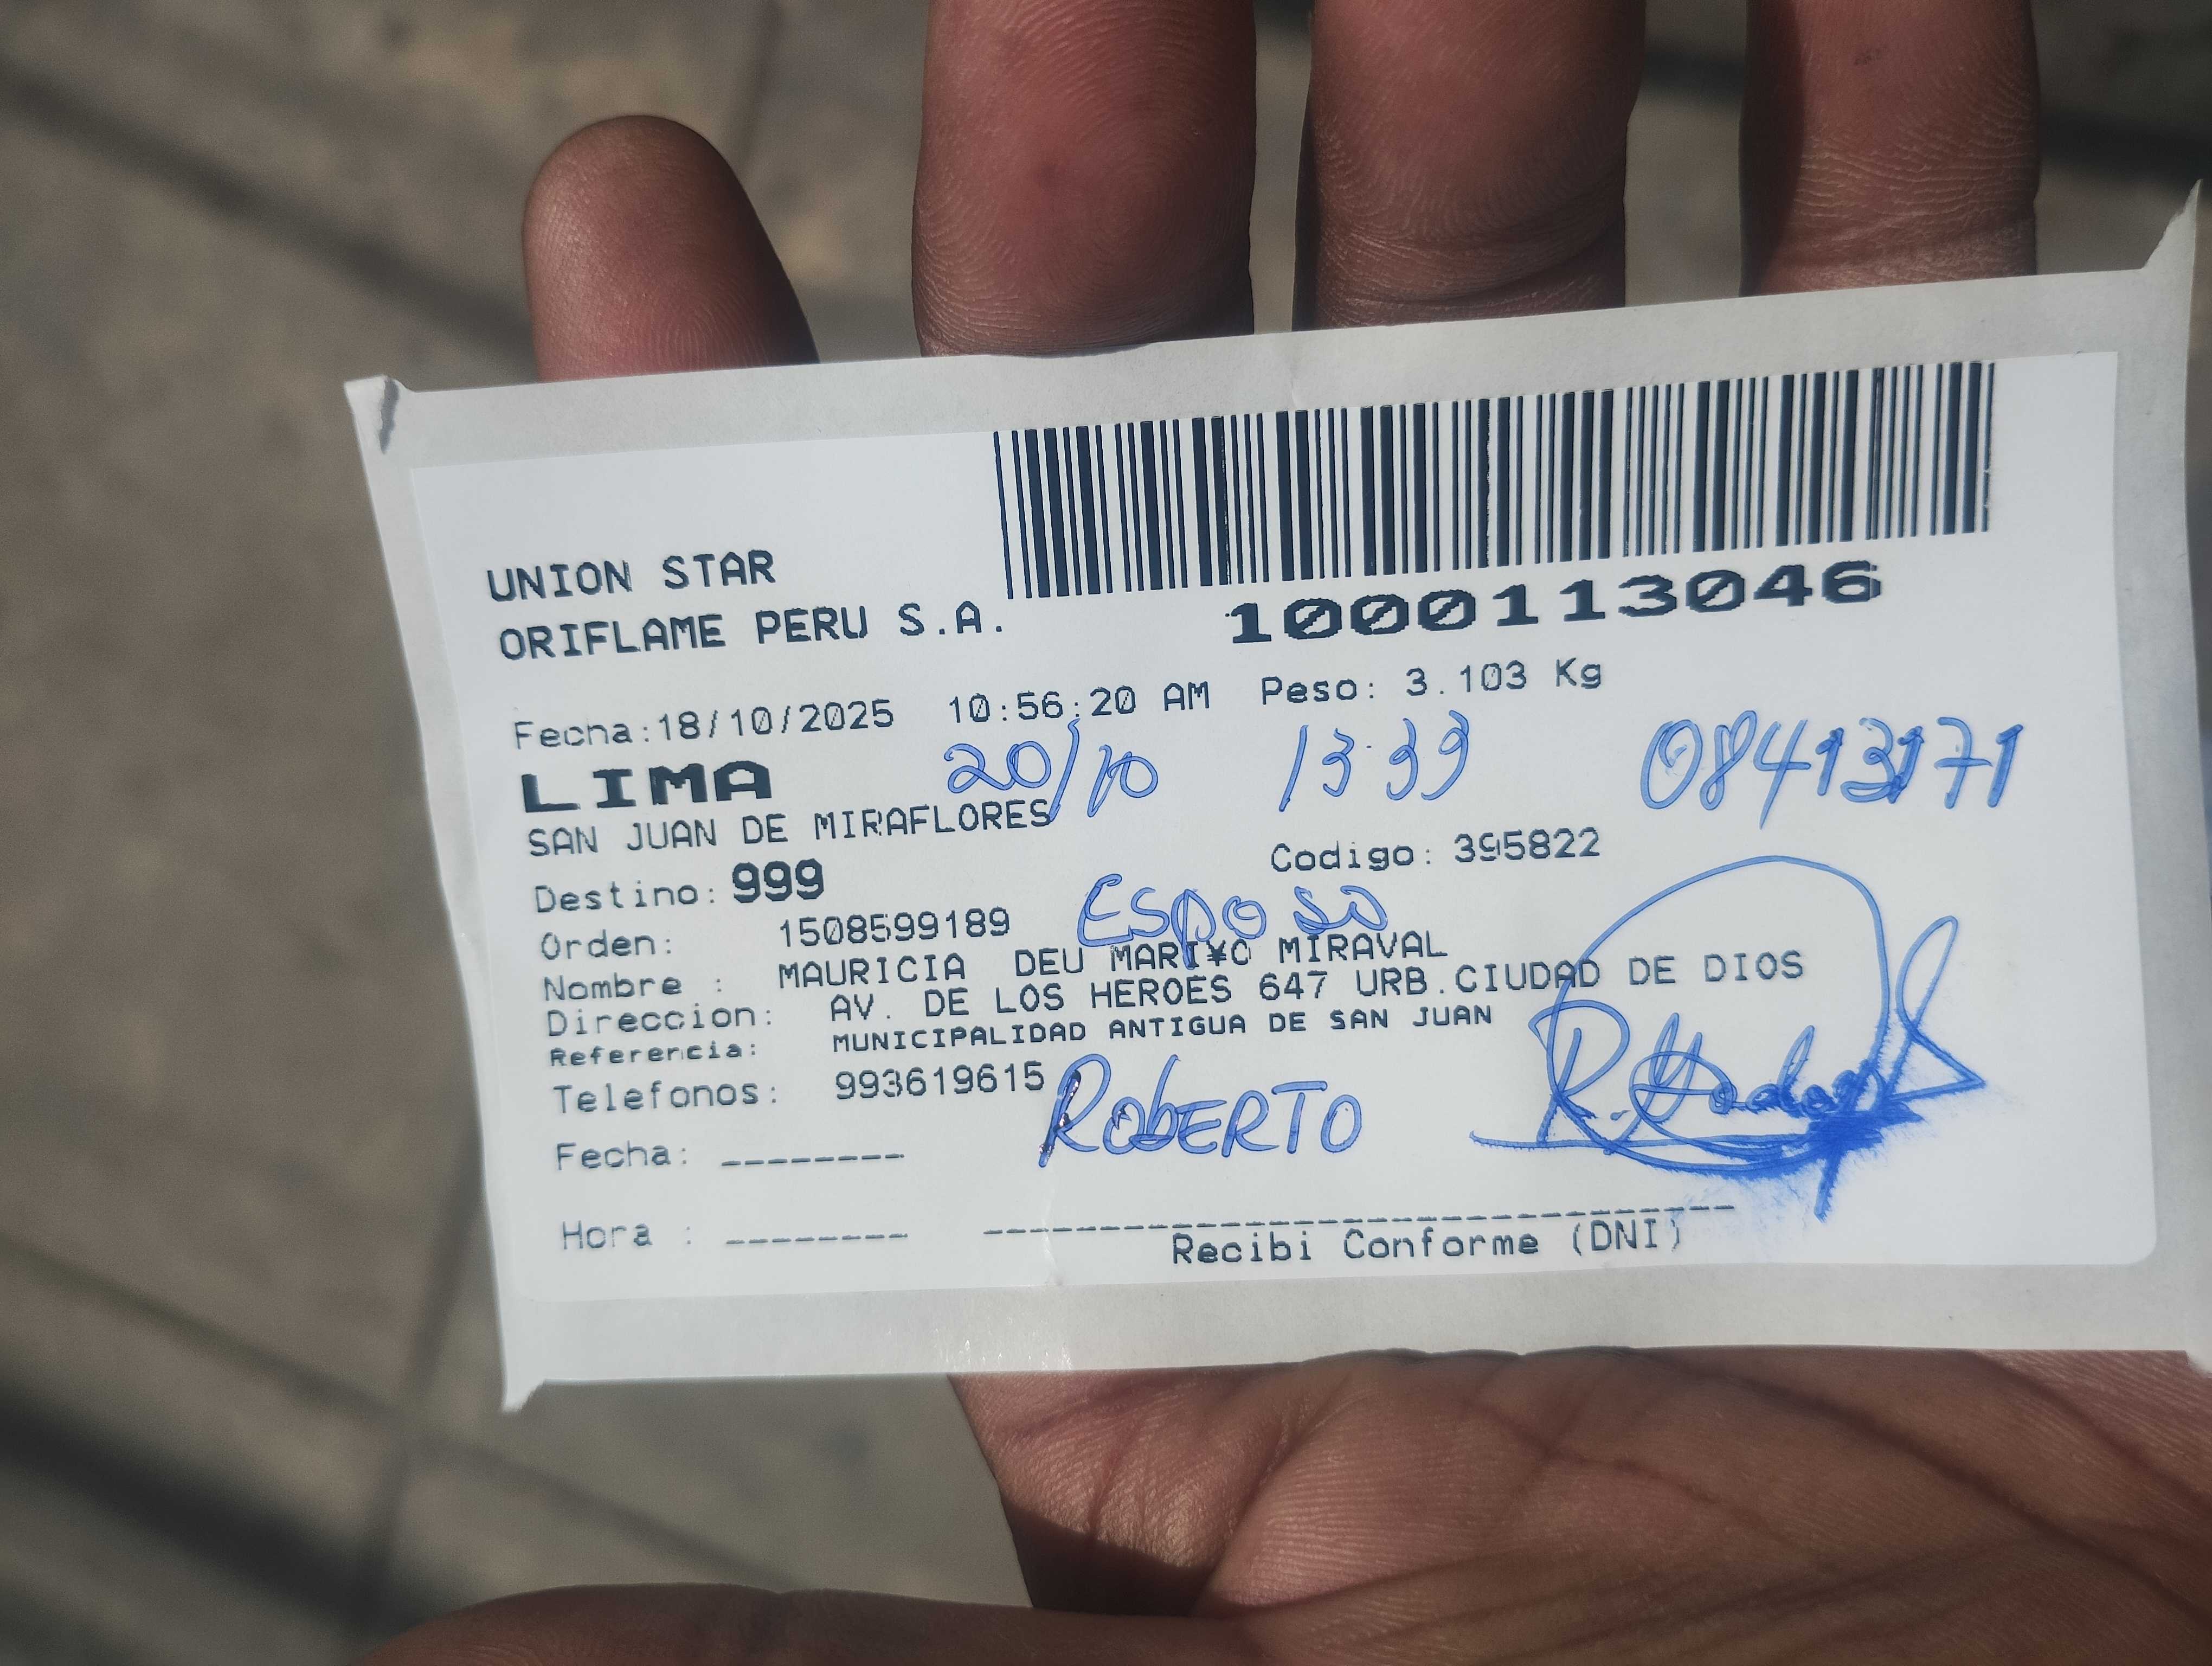 UNION STAR
ORIFLAME PERU S.A.
1000113046
Fecha:18/10/2025 10:56:20 AM Peso: 3.103 Kg
LIMA 20/10 13:39 08413171
SAN JUAN DE MIRAFLORES
Codigo: 395822
Destino: 999
Orden: 1508599189 ESPOSO
Nombre : MAURICIA DEU MARI¥O MIRAVAL
Direccion: AV. DE LOS HEROES 647 URB.CIUDAD DE DIOS
Referencia: MUNICIPALIDAD ANTIGUA DE SAN JUAN
Telefonos: 993619615
ROBERTO
Fecha: --------
Hora : --------
Recibi Conforme (DNI)